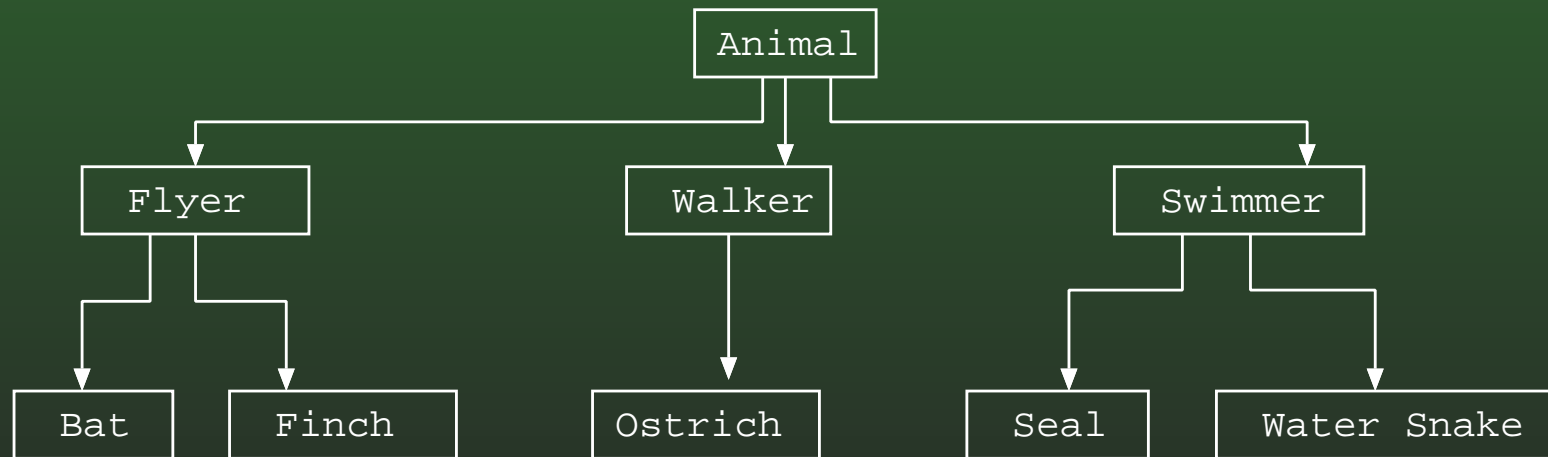 Animal
Flyer
Walker
Swimmer
Bat
Finch
Ostrich
Seal
Water Snake